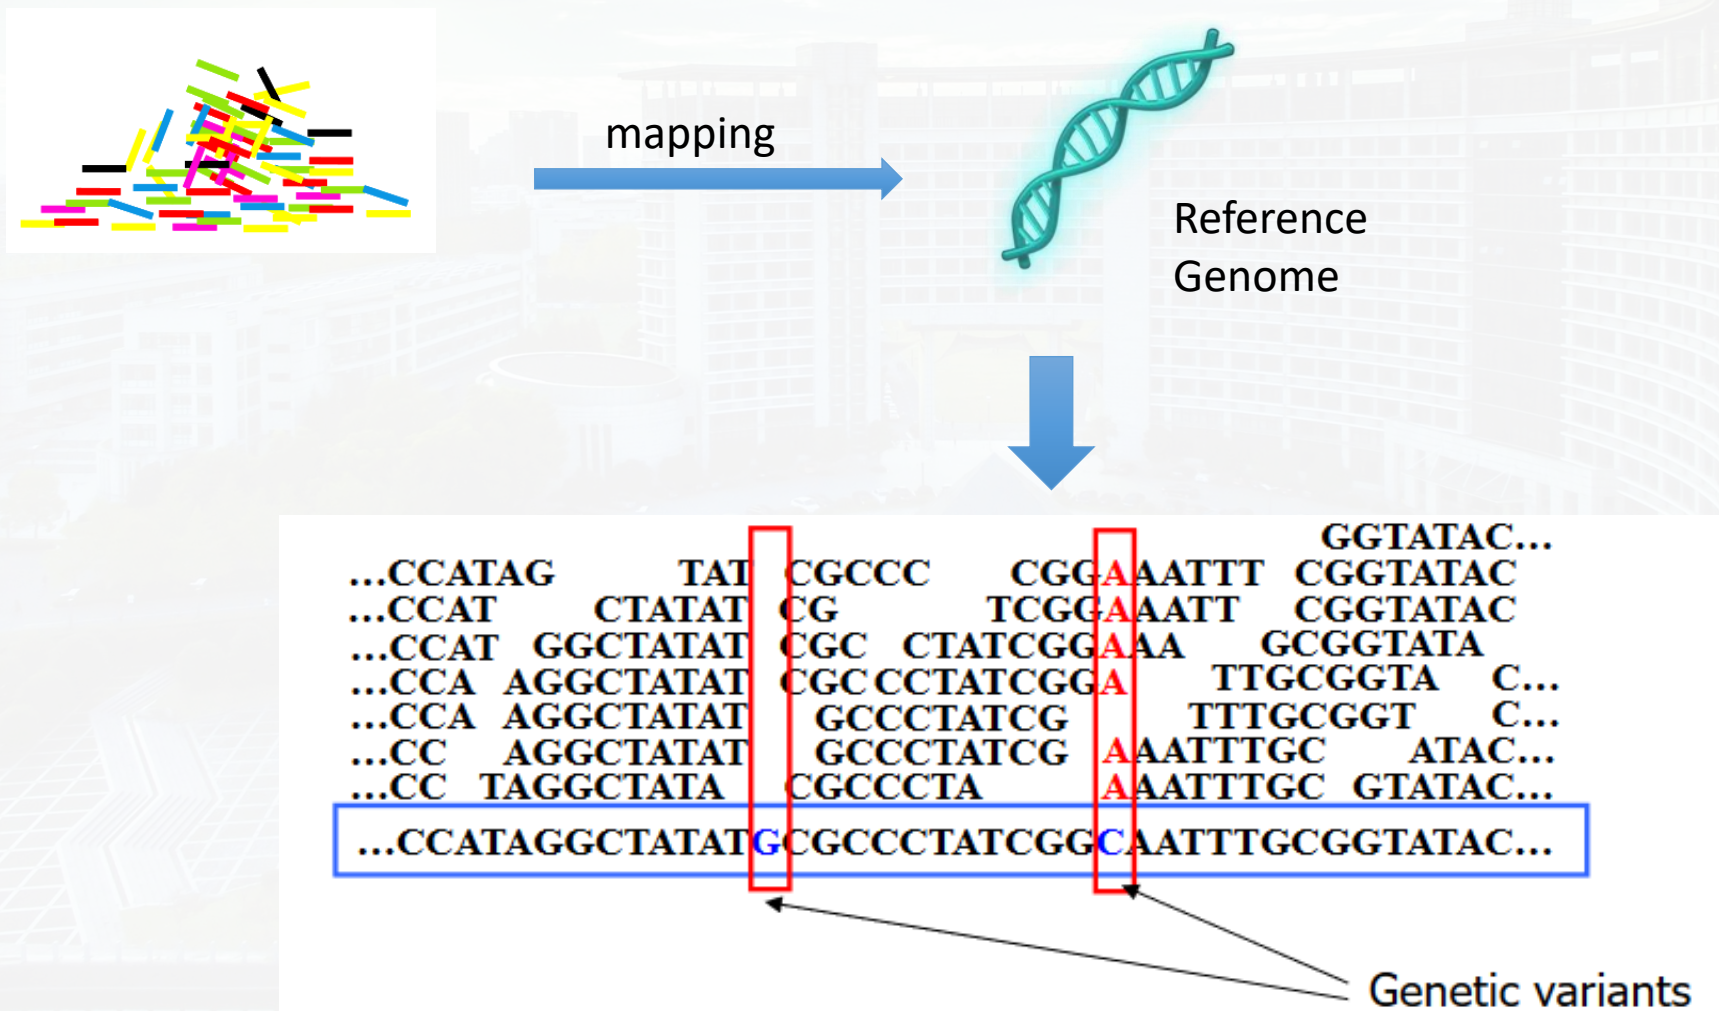 mapping
Reference
Genome
GGTATAC...
...CCATAG TAT CGCCC CGGAAATTT CGGTATAC
...CCAT CTATAT CG TCGGAAATT CGGTATAC
...CCAT GGCTATAT CGC CTATCGGAAA GCGGTATA
...CCA AGGCTATAT CGC CCTATCGGA TTGCGGTA C...
...CCA AGGCTATAT GCCCTATCG TTTGCGGT C...
...CC AGGCTATAT GCCCTATCG AAATTTGC ATAC...
...CC TAGGCTATA CGCCCTA AAATTTGC GTATAC...
...CCATAGGCTATATGCGCCCTATCGGCAATTTGCGGTATAC...
Genetic variants